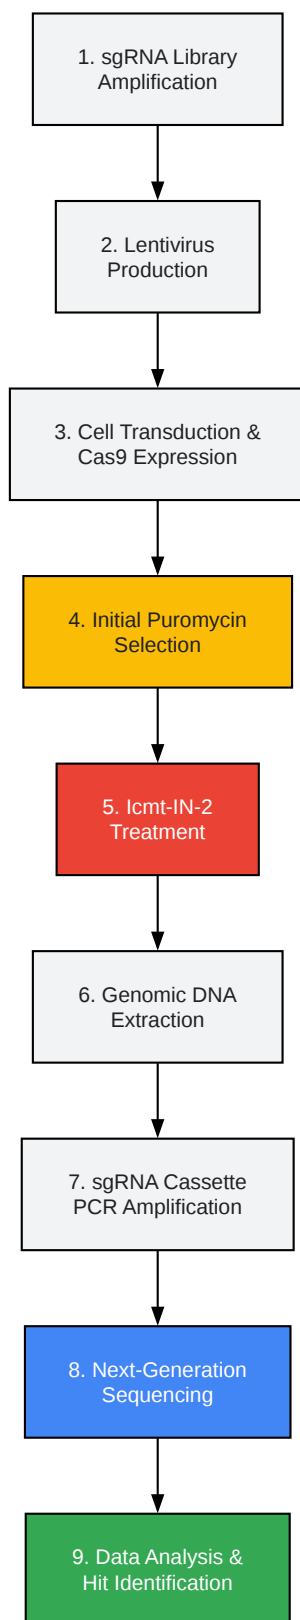 1. sgRNA Library
Amplification
2. Lentivirus
Production
3. Cell Transduction &
Cas9 Expression
4. Initial Puromycin
Selection
5. Icmt-IN-2
Treatment
6. Genomic DNA
Extraction
7. sgRNA Cassette
PCR Amplification
8. Next-Generation
Sequencing
9. Data Analysis &
Hit Identification